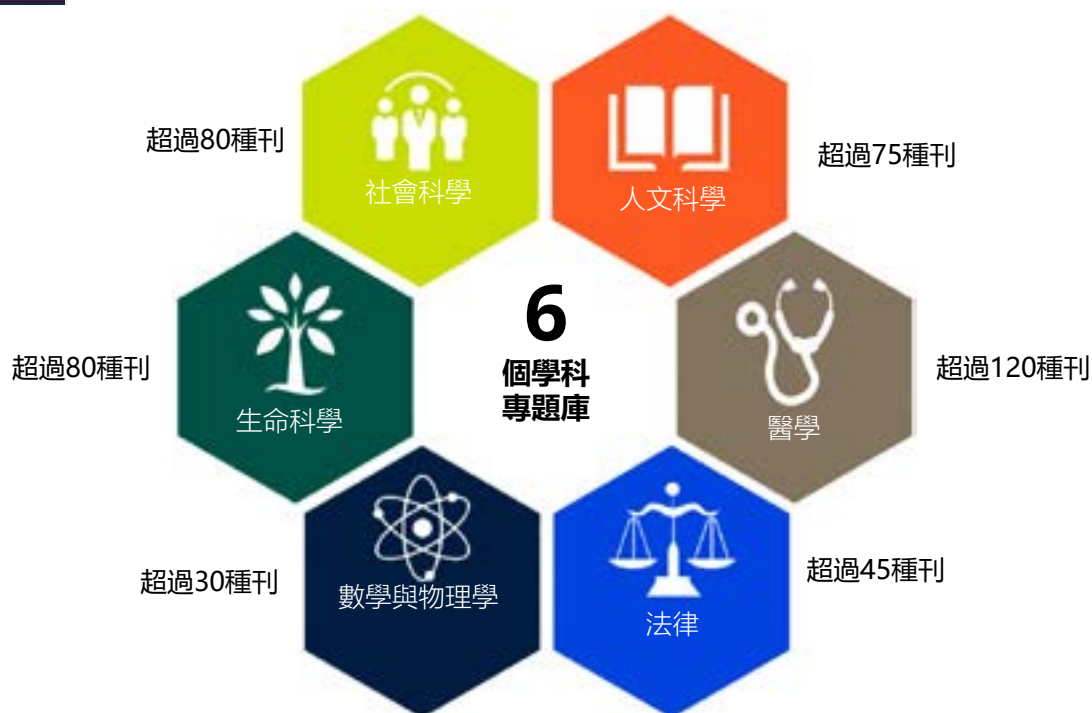 超過80種刊
社會科學
人文科學
超過75種刊
6
個學科
專題庫
超過80種刊
生命科學
醫學
超過120種刊
超過30種刊
數學與物理學
法律
超過45種刊